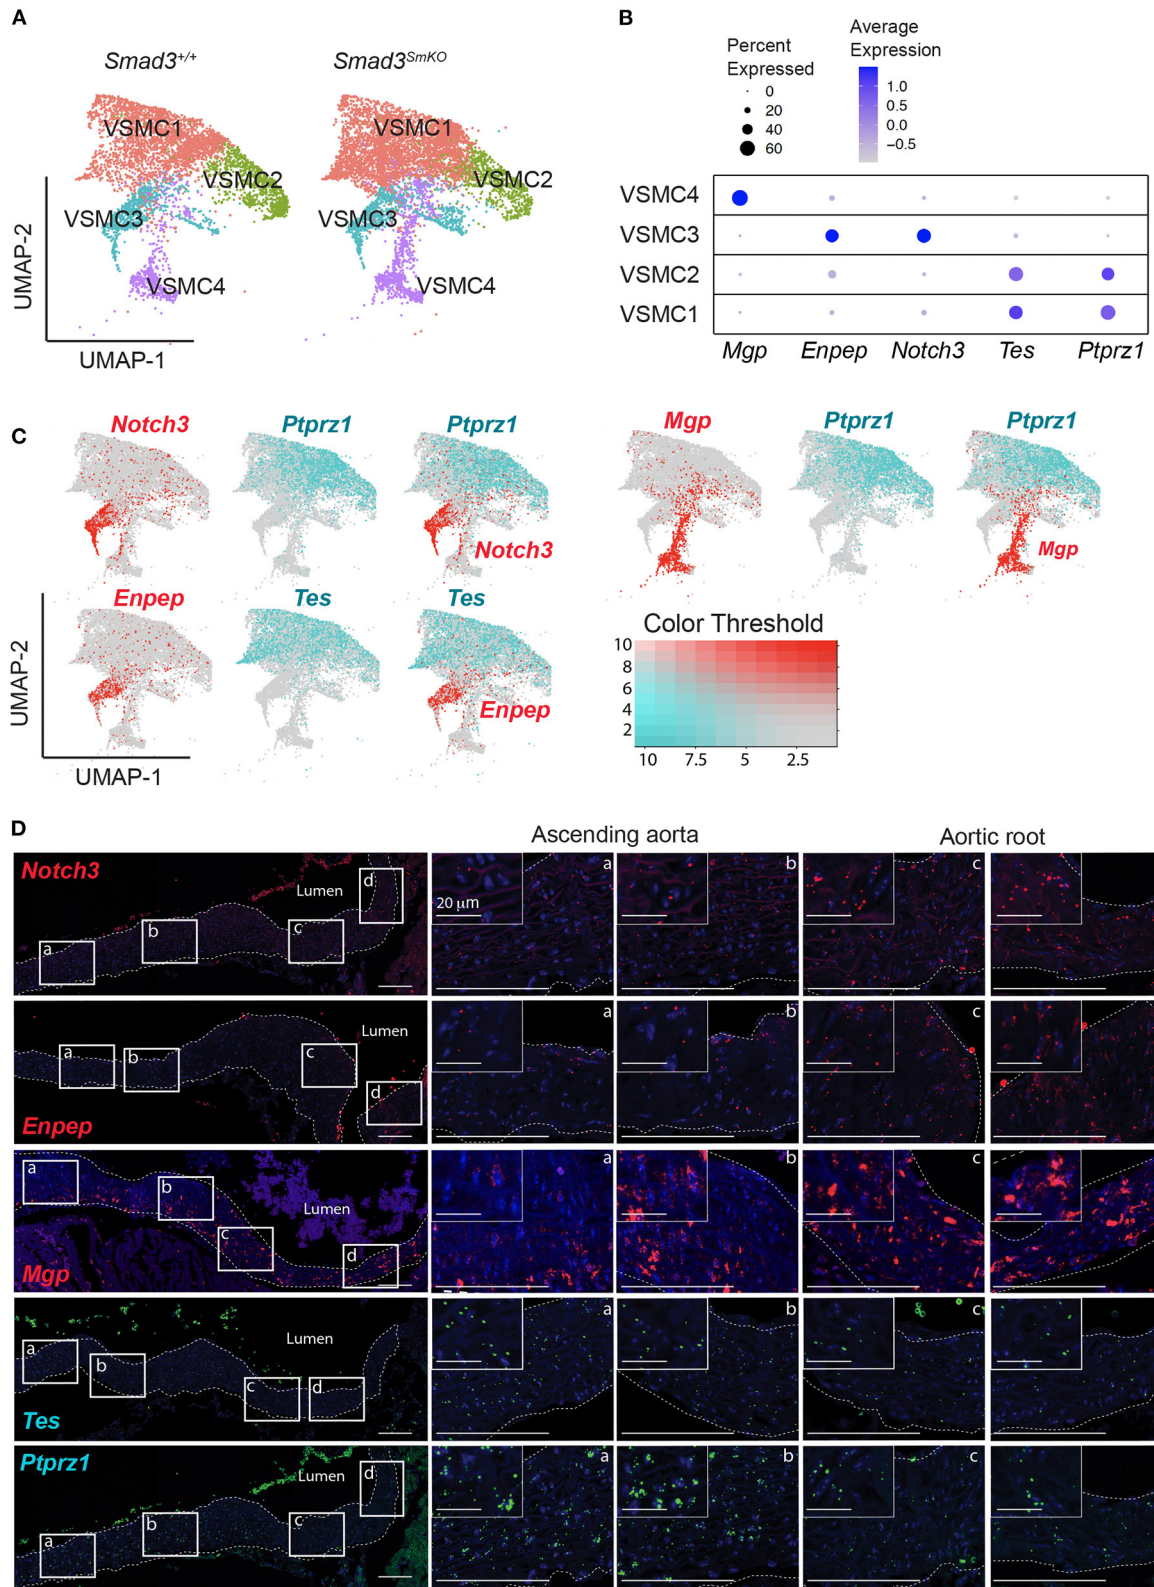 A
Smad3+/+
Smad3SmKO
VSMC1
VSMC2
VSMC3
VSMC4
VSMC1
VSMC2
VSMC3
VSMC4
UMAP-2
UMAP-1
B
Percent
Expressed
0
20
40
60
Average
Expression
1.0
0.5
0.0
−0.5
VSMC4
VSMC3
VSMC2
VSMC1
Mgp Enpep Notch3 Tes Ptprz1
C
Notch3 Ptprz1 Ptprz1
Notch3
Mgp Ptprz1 Ptprz1
Mgp
Enpep Tes Tes
Enpep
UMAP-2
UMAP-1
Color Threshold
10
8
6
4
2
10 7.5 5 2.5
D
Ascending aorta Aortic root
Notch3
Lumen
a b c d
20 μm
a b c
Enpep
Lumen
a b c d
a b c
Mgp
Lumen
a b c d
a b c
Tes
Lumen
a b c d
a b c
Ptprz1
Lumen
a b c d
a b c